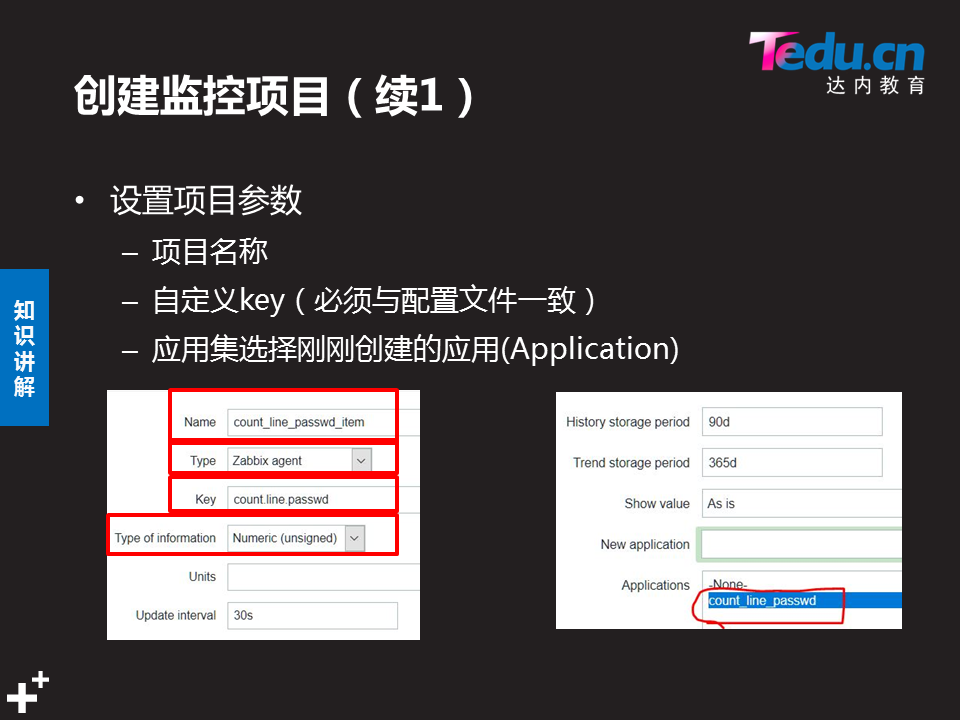 Tedu.cn
达内教育
创建监控项目（续1）
• 设置项目参数
– 项目名称
– 自定义key（必须与配置文件一致）
– 应用集选择刚刚创建的应用(Application)
知识讲解
Name count_line_passwd_item
Type Zabbix agent
Key count.line.passwd
Type of information Numeric (unsigned)
Units
Update interval 30s
History storage period 90d
Trend storage period 365d
Show value As is
New application
Applications -None-
count_line_passwd